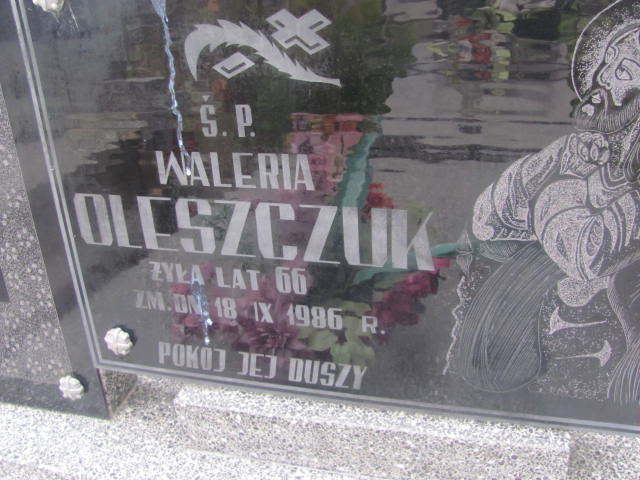 Ś. P.
WALERIA
OLESZCZUK
ŻYŁA LAT 66
ZM. DN 18 IX 1986 R.
POKÓJ JEJ DUSZY